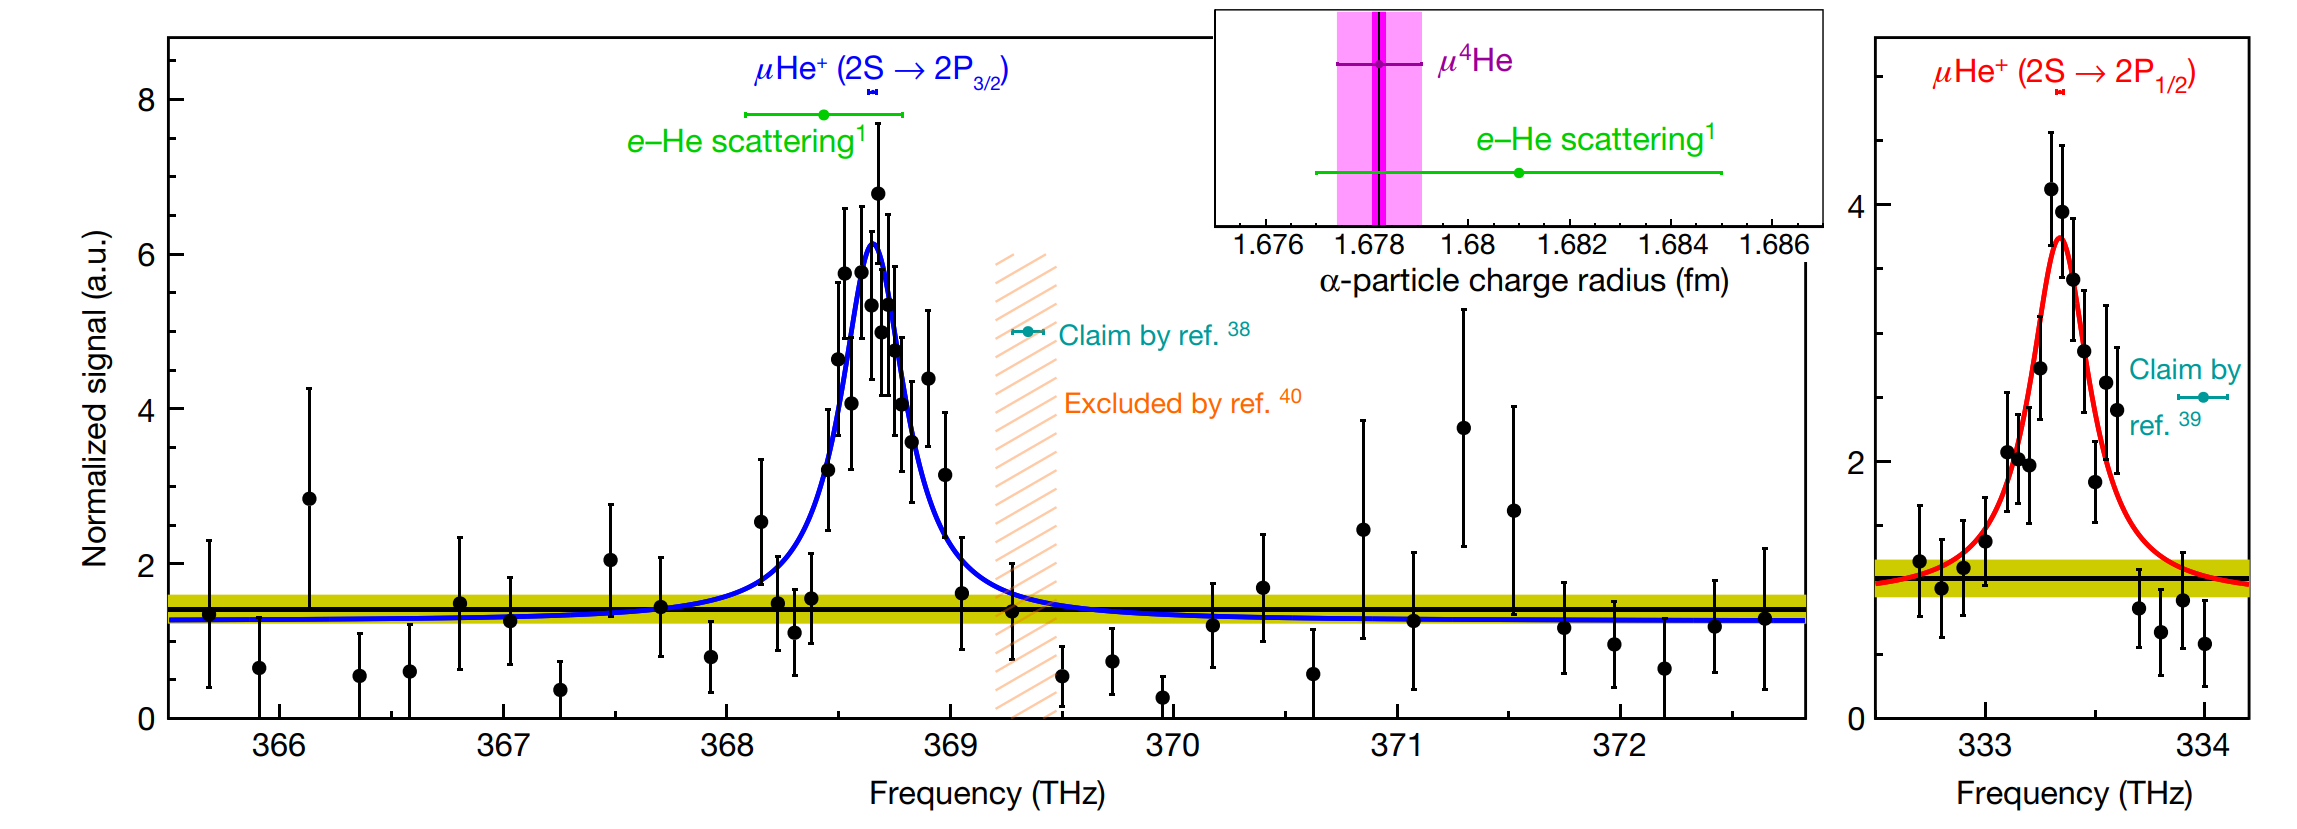 Normalized signal (a.u.)
8
6
4
2
0
μHe⁺ (2S → 2P₃/₂)
e–He scattering¹
Claim by ref. ³⁸
Excluded by ref. ⁴⁰
366 367 368 369 370 371 372
Frequency (THz)
μ⁴He
e–He scattering¹
1.676 1.678 1.68 1.682 1.684 1.686
α-particle charge radius (fm)
μHe⁺ (2S → 2P₁/₂)
4
2
0
Claim by
ref. ³⁹
333 334
Frequency (THz)